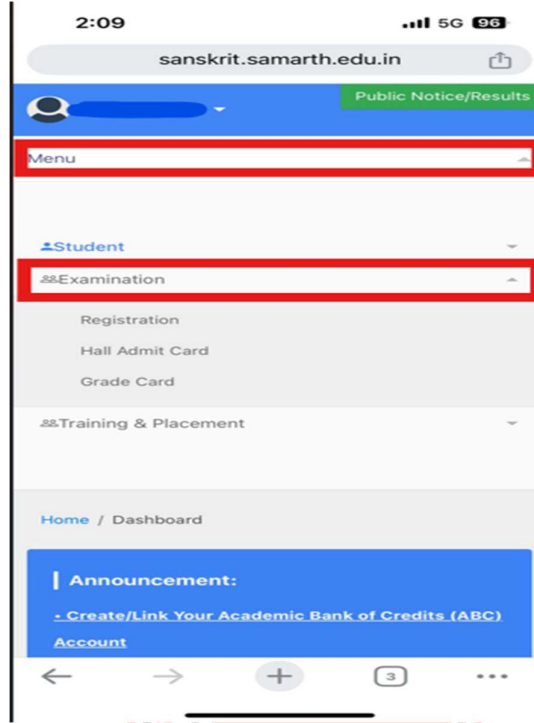 2:09 5G 96
sanskrit.samarth.edu.in
Public Notice/Results
Menu
Student
Examination
Registration
Hall Admit Card
Grade Card
Training & Placement
Home / Dashboard
Announcement:
• Create/Link Your Academic Bank of Credits (ABC)
Account
3